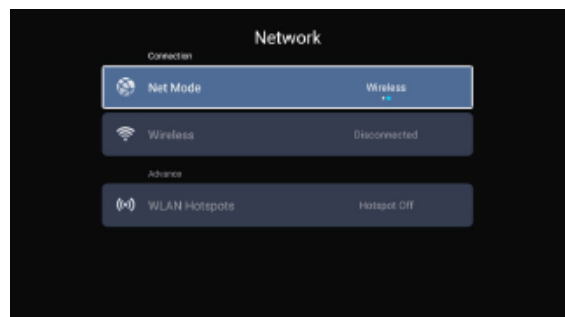 Network
Connection
Net Mode Wireless
Wireless Disconnected
Advance
WLAN Hotspots Hotspot Off